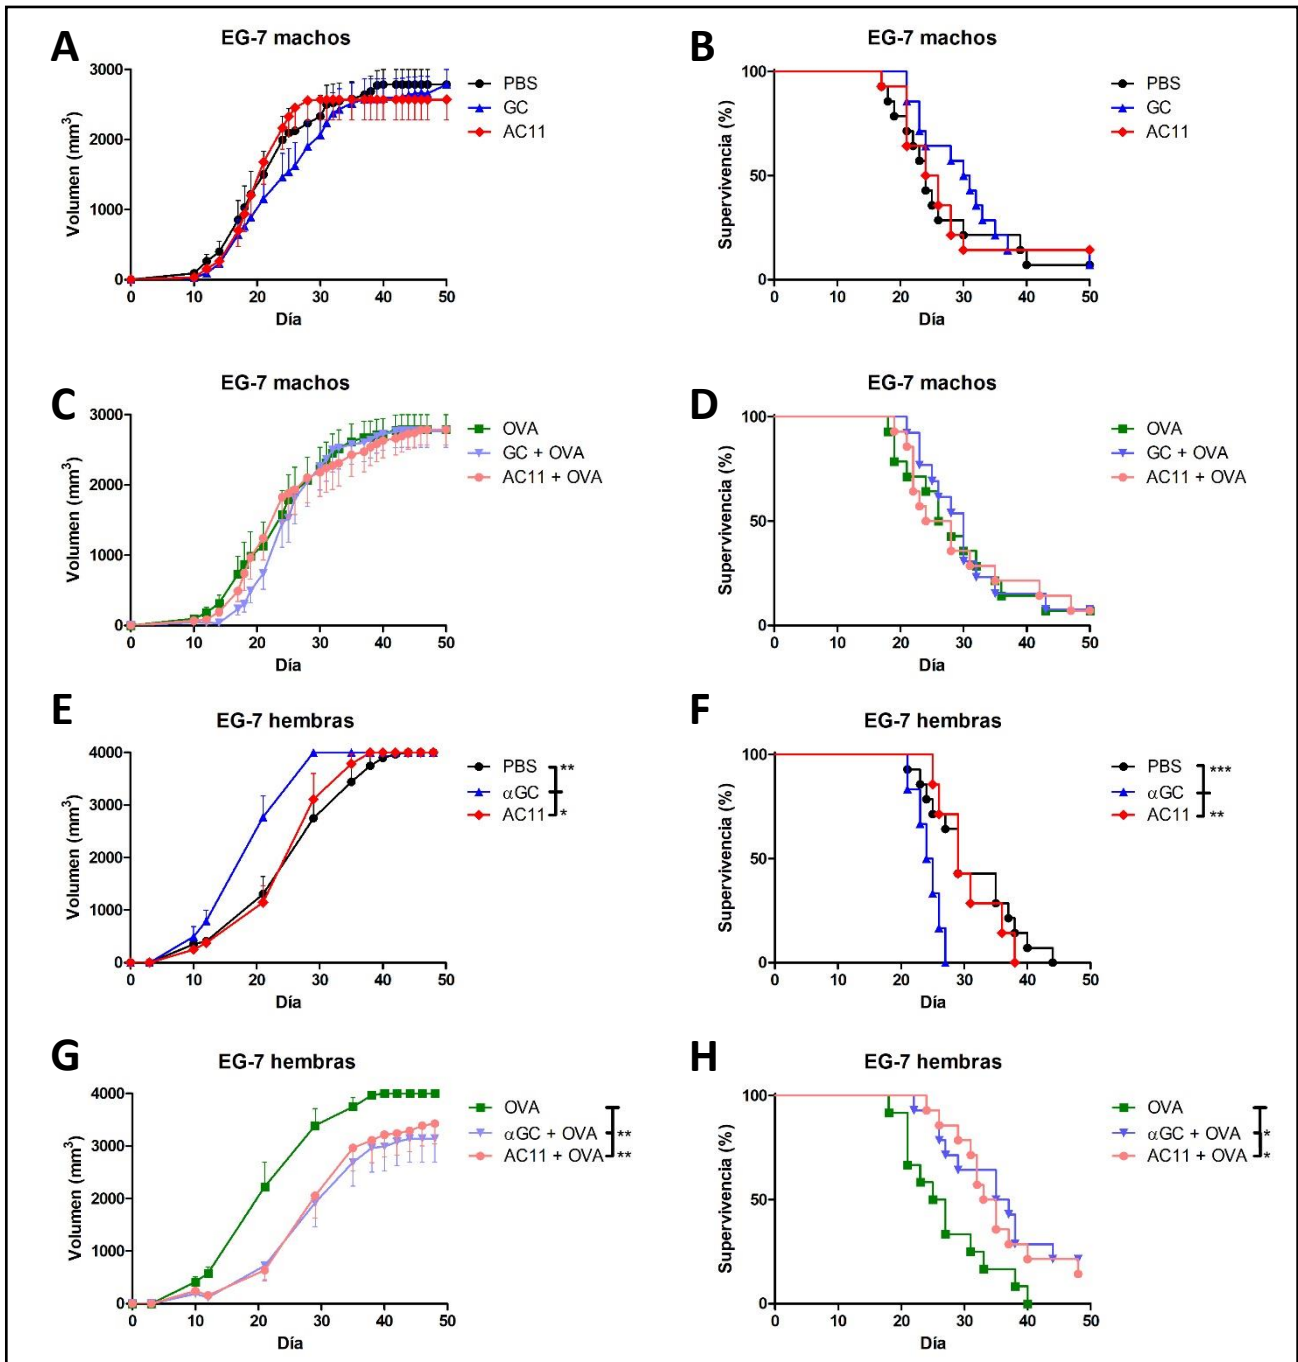 A
EG-7 machos
Volumen (mm³)
3000
2000
1000
0
0 10 20 30 40 50
Día
PBS
GC
AC11
B
EG-7 machos
Supervivencia (%)
100
50
0
0 10 20 30 40 50
Día
PBS
GC
AC11
C
EG-7 machos
Volumen (mm³)
3000
2000
1000
0
0 10 20 30 40 50
Día
OVA
GC + OVA
AC11 + OVA
D
EG-7 machos
Supervivencia (%)
100
50
0
0 10 20 30 40 50
Día
OVA
GC + OVA
AC11 + OVA
E
EG-7 hembras
Volumen (mm³)
4000
3000
2000
1000
0
0 10 20 30 40 50
Día
PBS **
αGC
AC11 *
F
EG-7 hembras
Supervivencia (%)
100
50
0
0 10 20 30 40 50
Día
PBS ***
αGC
AC11 **
G
EG-7 hembras
Volumen (mm³)
4000
3000
2000
1000
0
0 10 20 30 40 50
Día
OVA
αGC + OVA **
AC11 + OVA **
H
EG-7 hembras
Supervivencia (%)
100
50
0
0 10 20 30 40 50
Día
OVA
αGC + OVA *
AC11 + OVA *